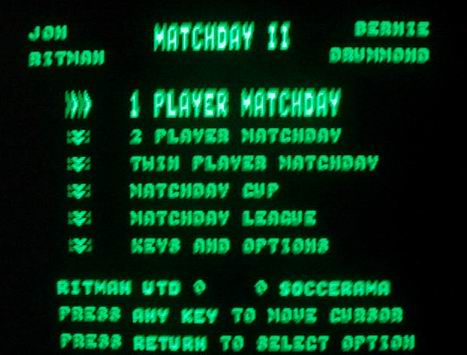 JON MATCHDAY II BERNIE
RITMAN DRUMMOND
1 PLAYER MATCHDAY
2 PLAYER MATCHDAY
TWIN PLAYER MATCHDAY
MATCHDAY CUP
MATCHDAY LEAGUE
KEYS AND OPTIONS
RITMAN UTD 0 0 SOCCERAMA
PRESS ANY KEY TO MOVE CURSOR
PRESS RETURN TO SELECT OPTION